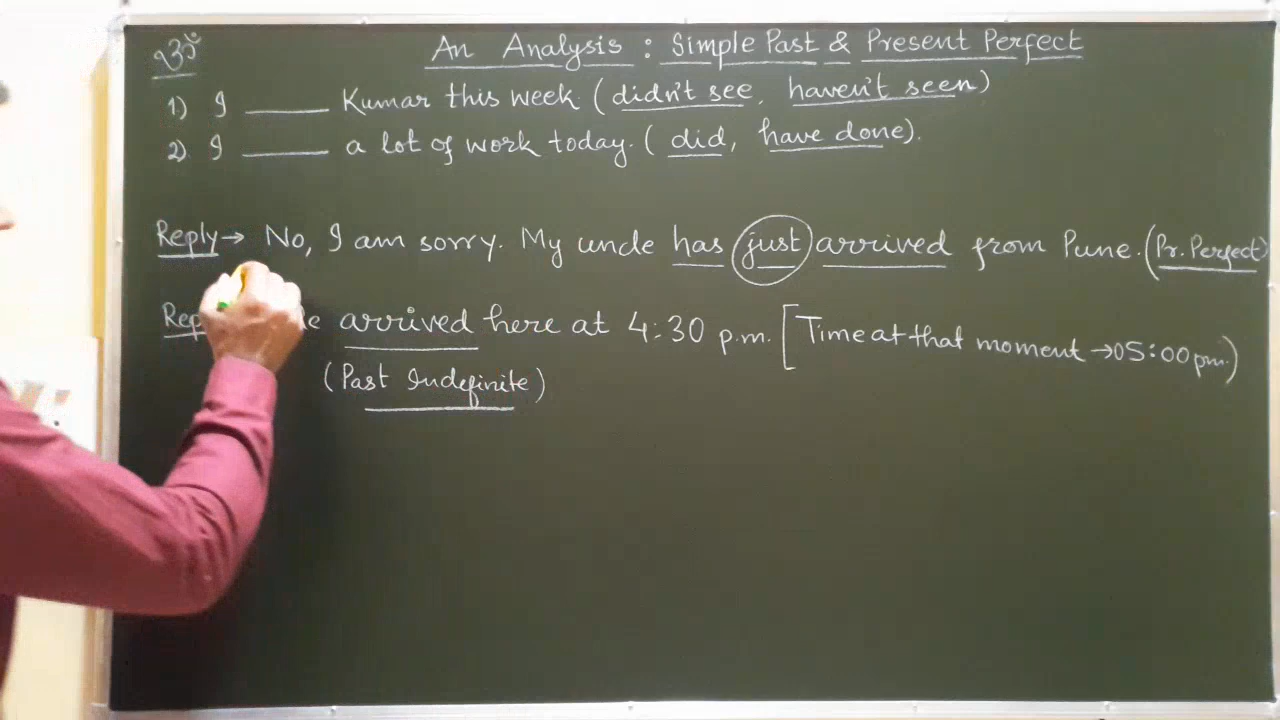 An Analysis : Simple Past & Present Perfect
1) I ______ Kumar this week (didn't see, haven't seen)
2) I ______ a lot of work today. (did, have done).
Reply → No, I am sorry. My uncle has just arrived from Pune. (Pr. Perfect)
arrived here at 4:30 p.m. [Time at that moment → 05:00 pm.)
(Past Indefinite)